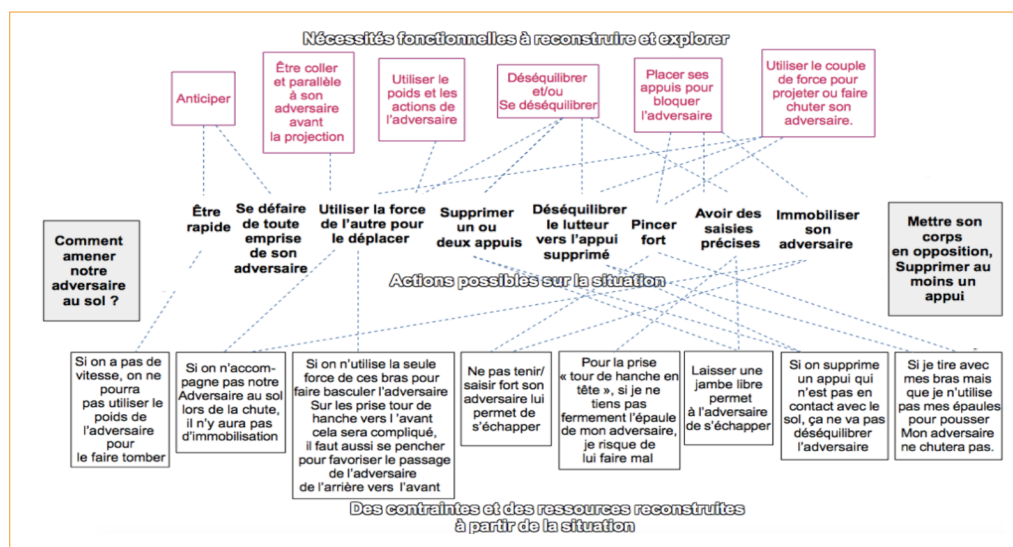 Nécessités fonctionnelles à reconstruire et explorer
Anticiper
Être coller
et parallèle
à son
adversaire
avant
la projection
Utiliser le
poids et les
actions de
l'adversaire
Déséquilibrer
et/ou
Se déséquilibrer
Placer ses
appuis pour
bloquer
l'adversaire
Utiliser le couple
de force pour
projeter ou faire
chuter son
adversaire.
Comment
amener notre
adversaire
au sol ?
Être
rapide
Se défaire
de toute
emprise
de son
adversaire
Utiliser la force
de l'autre pour
le déplacer
Supprimer
un ou
deux appuis
Déséquilibrer
le lutteur
vers l'appui
supprimé
Pincer
fort
Avoir des
saisies
précises
Immobiliser
son
adversaire
Mettre son
corps
en opposition,
Supprimer au
moins un
appui
Actions possibles sur la situation
Si on a pas de
vitesse, on ne
pourra
pas utiliser le
poids de
l'adversaire
pour
le faire tomber
Si on n'accom-
pagne pas notre
Adversaire au sol
lors de la chute,
il n'y aura pas
d'immobilisation
Si on n'utilise la seule
force de ces bras pour
faire basculer l'adversaire
Sur les prise tour de
hanche vers l 'avant
cela sera compliqué,
il faut aussi se pencher
pour favoriser le passage
de l'adversaire
de l'arrière vers l'avant
Ne pas tenir/
saisir fort son
adversaire lui
permet de
s'échapper
Pour la prise
« tour de hanche en
tête », si je ne
tiens pas
fermement l'épaule
de mon adversaire,
je risque de
lui faire mal
Laisser une
jambe libre
permet
à l'adversaire
de s'échapper
Si on supprime
un appui qui
n'est pas en
contact avec le
sol, ça ne va pas
déséquilibrer
l'adversaire
Si je tire avec
mes bras mais
que je n'utilise
pas mes épaules
pour pousser
Mon adversaire
ne chutera pas.
Des contraintes et des ressources reconstruites
à partir de la situation